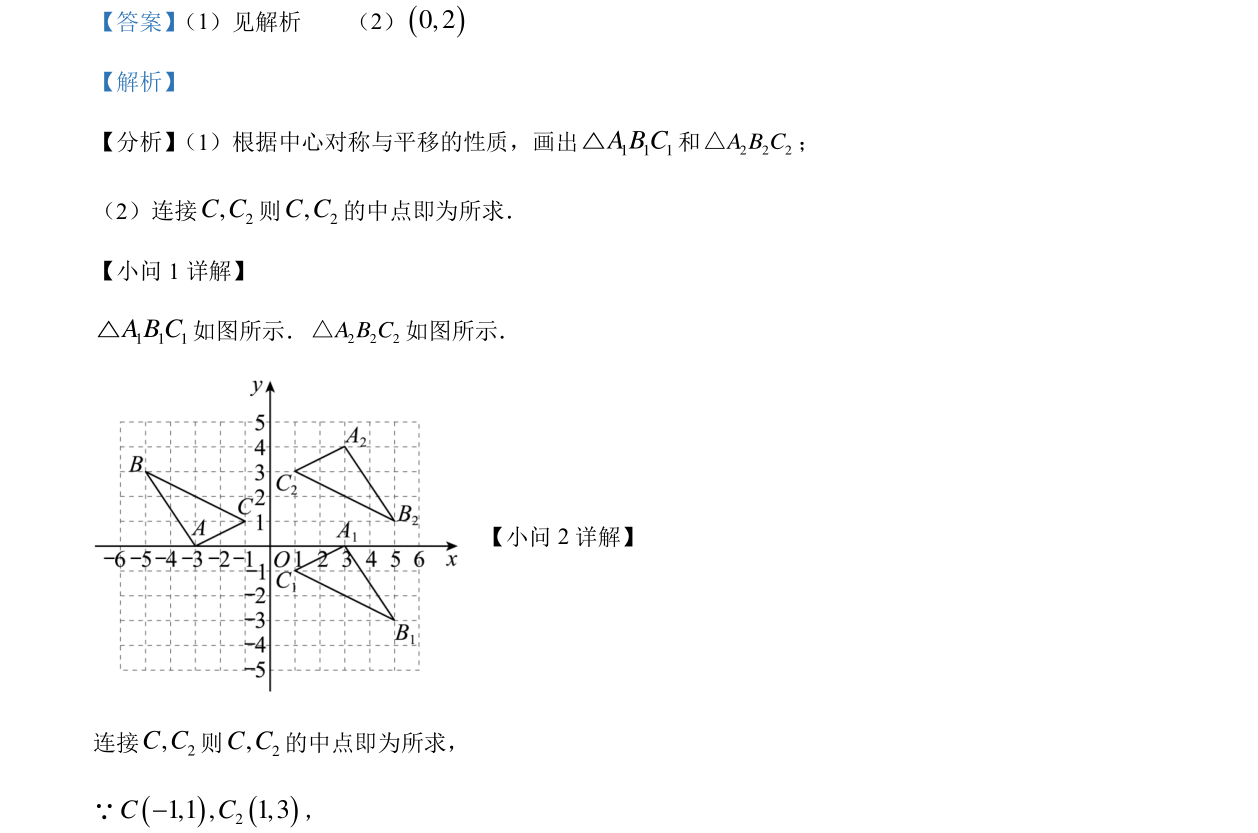 【答案】（1）见解析 （2）(0,2)
【解析】
【分析】（1）根据中心对称与平移的性质，画出△A₁B₁C₁和△A₂B₂C₂；
（2）连接C,C₂则C,C₂的中点即为所求．
【小问 1 详解】
△A₁B₁C₁如图所示．△A₂B₂C₂如图所示．
y
5
A₂
4
B
3
C₂
C
2
A
1
B₂
A₁
【小问 2 详解】
−6 −5 −4 −3 −2 −1 O 1 2 3 4 5 6 x
−1
C₁
−2
−3
B₁
−4
−5
连接C,C₂则C,C₂的中点即为所求，
∵C(−1,1),C₂(1,3)，